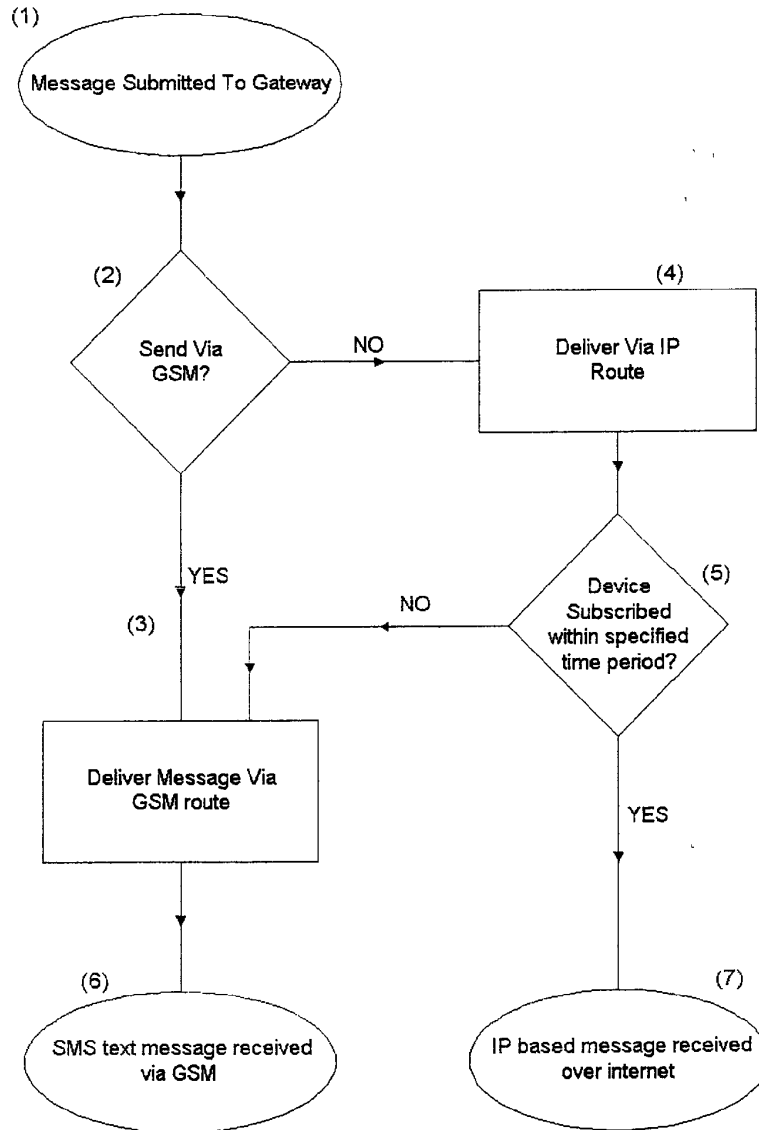 (1)
Message Submitted To Gateway
(2)
Send Via
GSM?
NO
(4)
Deliver Via IP
Route
YES
(3)
NO
(5)
Device
Subscribed
within specified
time period?
Deliver Message Via
GSM route
YES
(6)
SMS text message received
via GSM
(7)
IP based message received
over internet